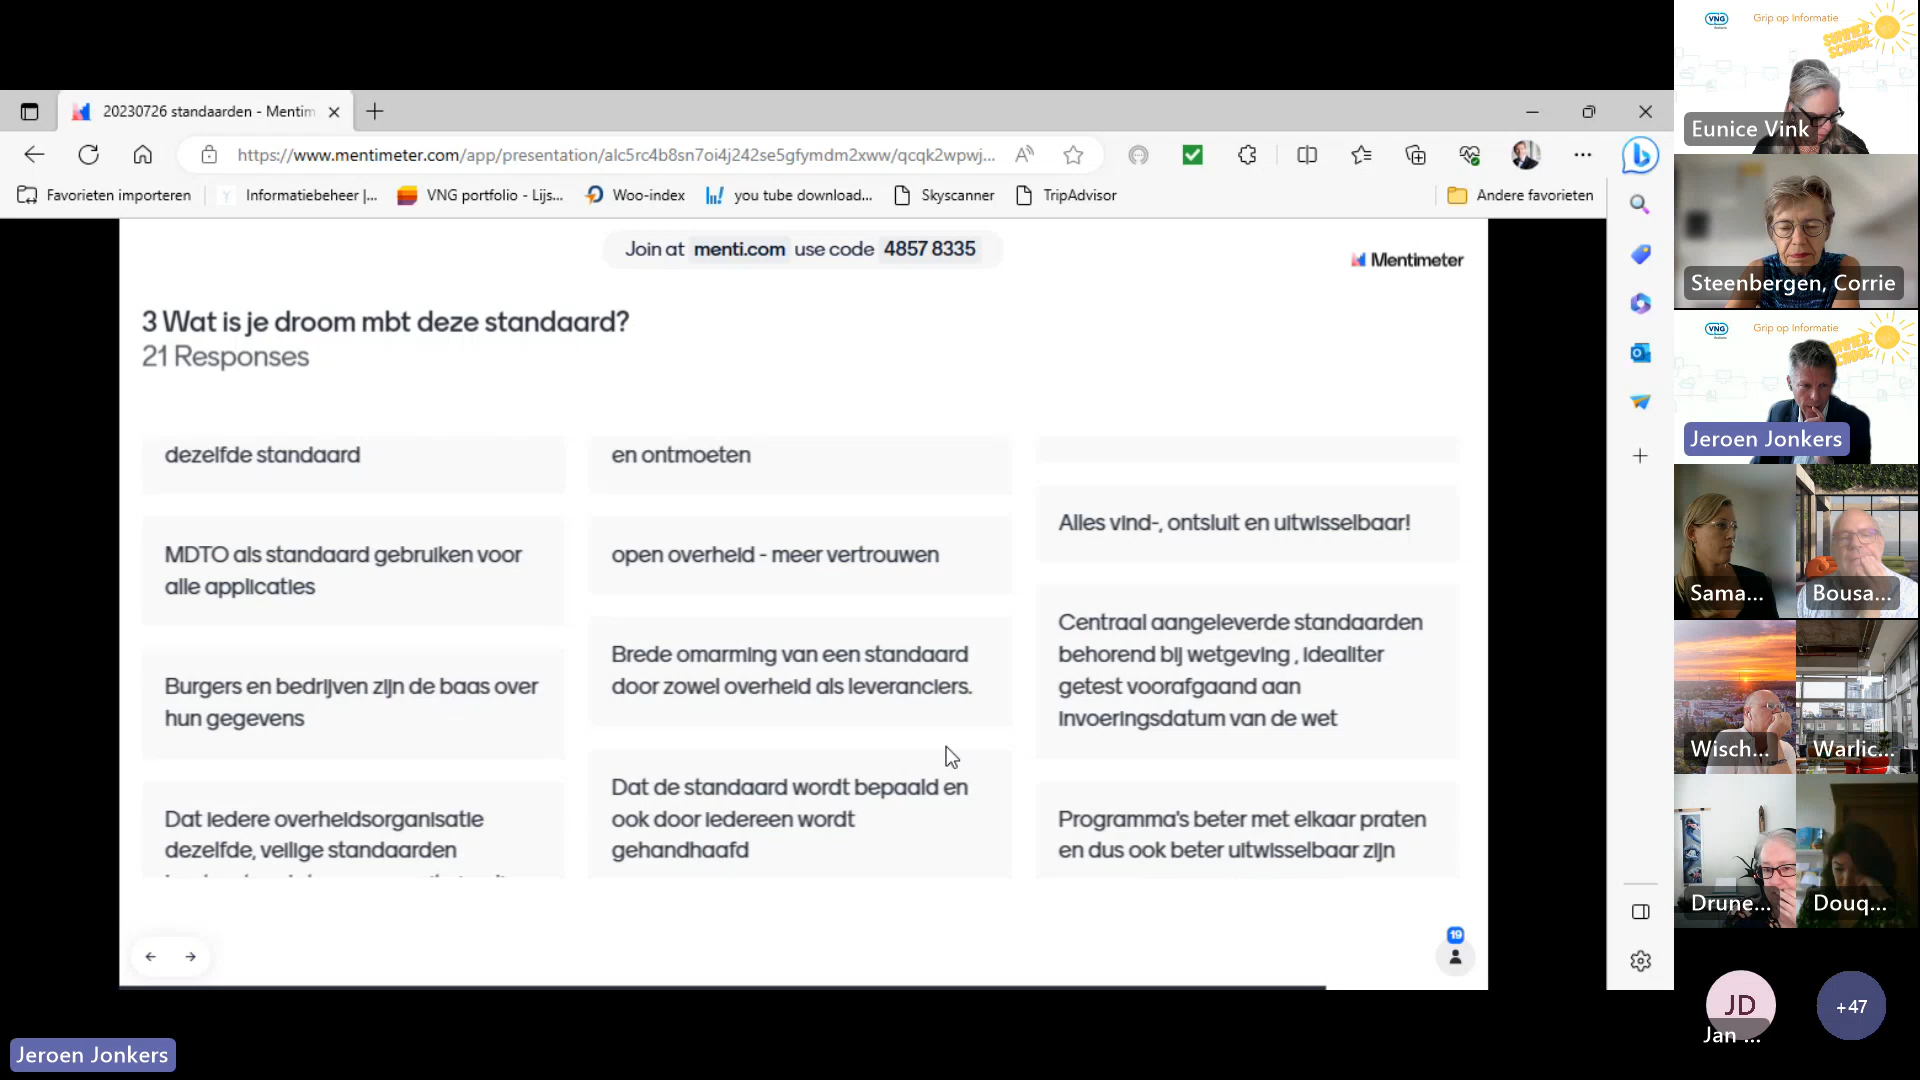 20230726 standaarden - Mentim
https://www.mentimeter.com/app/presentation/alc5rc4b8sn7oi4j242se5gfymdm2xww/qcqk2wpwj...
Favorieten importeren
Informatiebeheer |...
VNG portfolio - Lijs...
Woo-index
you tube download...
Skyscanner
TripAdvisor
Andere favorieten
Join at menti.com use code 4857 8335
Mentimeter
3 Wat is je droom mbt deze standaard?
21 Responses
dezelfde standaard
MDTO als standaard gebruiken voor
alle applicaties
Burgers en bedrijven zijn de baas over
hun gegevens
Dat iedere overheidsorganisatie
dezelfde, veilige standaarden
en ontmoeten
open overheid - meer vertrouwen
Brede omarming van een standaard
door zowel overheid als leveranciers.
Dat de standaard wordt bepaald en
ook door iedereen wordt
gehandhaafd
Alles vind-, ontsluit en uitwisselbaar!
Centraal aangeleverde standaarden
behorend bij wetgeving , idealiter
getest voorafgaand aan
invoeringsdatum van de wet
Programma's beter met elkaar praten
en dus ook beter uitwisselbaar zijn
19
VNG
Grip op Informatie
SUMMER
SCHOOL
Eunice Vink
Steenbergen, Corrie
VNG
Grip op Informatie
Jeroen Jonkers
Sama...
Bousa...
Wisch...
Warlic...
Drune...
Douq...
JD
Jan ...
+47
Jeroen Jonkers